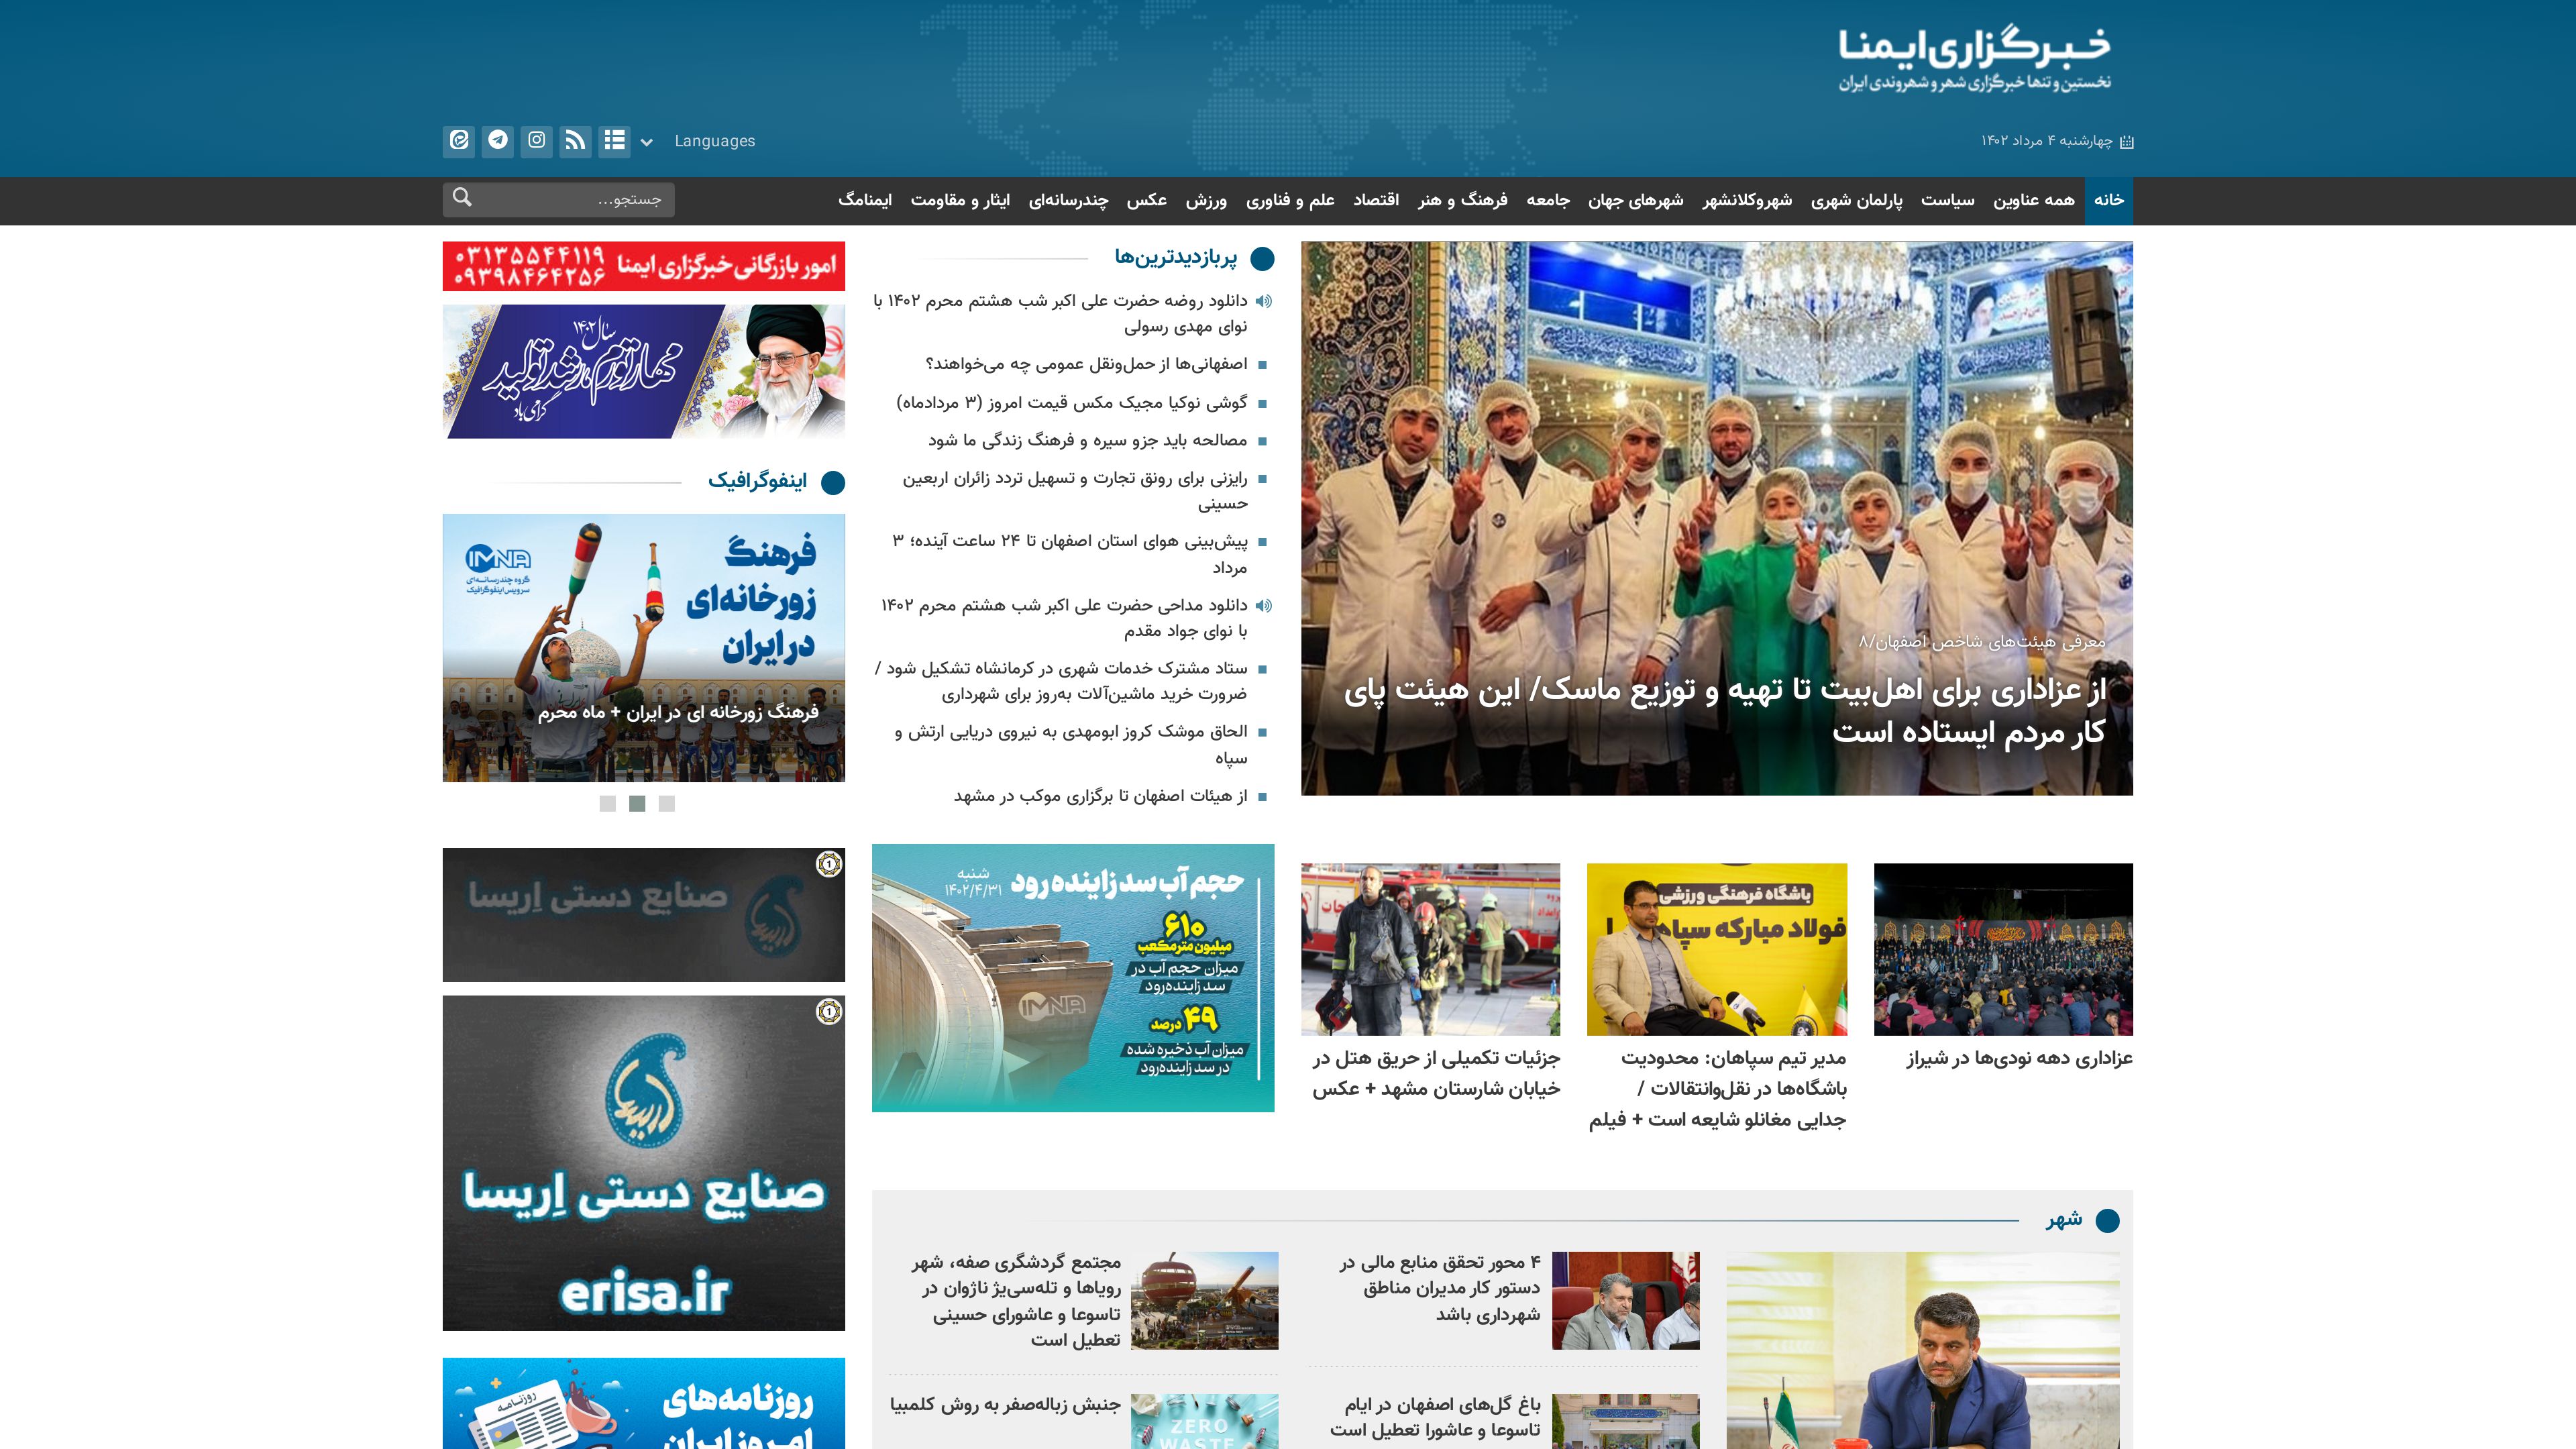 خبرگزاری ایمنا
نخستین و تنها خبرگزاری شهر و شهروندی ایران
چهارشنبه ۴ مرداد ۱۴۰۲
Languages
خانه
همه عناوین
سیاست
پارلمان شهری
شهروکلانشهر
شهرهای جهان
جامعه
فرهنگ و هنر
اقتصاد
علم و فناوری
ورزش
عکس
چندرسانه‌ای
ایثار و مقاومت
ایمنامگ
جستجو...
معرفی هیئت‌های شاخص اصفهان/۸
از عزاداری برای اهل‌بیت تا تهیه و توزیع ماسک/ این هیئت پای
کار مردم ایستاده است
عزاداری دهه نودی‌ها در شیراز
باشگاه فرهنگی ورزشی
فولاد مبارکه
مدیر تیم سپاهان: محدودیت
باشگاه‌ها در نقل‌وانتقالات /
جدایی مغانلو شایعه است + فیلم
جزئیات تکمیلی از حریق هتل در
خیابان شارستان مشهد + عکس
پربازدیدترین‌ها
دانلود روضه حضرت علی اکبر شب هشتم محرم ۱۴۰۲ با
نوای مهدی رسولی
اصفهانی‌ها از حمل‌ونقل عمومی چه می‌خواهند؟
گوشی نوکیا مجیک مکس قیمت امروز (۳ مردادماه)
مصالحه باید جزو سیره و فرهنگ زندگی ما شود
رایزنی برای رونق تجارت و تسهیل تردد زائران اربعین
حسینی
پیش‌بینی هوای استان اصفهان تا ۲۴ ساعت آینده؛ ۳
مرداد
دانلود مداحی حضرت علی اکبر شب هشتم محرم ۱۴۰۲
با نوای جواد مقدم
ستاد مشترک خدمات شهری در کرمانشاه تشکیل شود /
ضرورت خرید ماشین‌آلات به‌روز برای شهرداری
الحاق موشک کروز ابومهدی به نیروی دریایی ارتش و
سپاه
از هیئات اصفهان تا برگزاری موکب در مشهد
حجم آب سد زاینده رود
شنبه
۱۴۰۲/۴/۳۱
۶۱۰
میلیون مترمکعب
میزان حجم آب در
سد زاینده‌رود
۴۹ درصد
میزان آب ذخیره شده
در سد زاینده‌رود
IMNA
امور بازرگانی خبرگزاری ایمنا
۰۳۱۳۵۵۴۴۱۱۹
۰۹۳۹۸۴۶۴۲۵۶
سال ۱۴۰۲
مهار تورم، رشد تولید
گرامی باد
اینفوگرافیک
IMNA
گروه چندرسانه‌ای
سرویس اینفوگرافیک
فرهنگ
زورخانه‌ای
در ایران
فرهنگ زورخانه ای در ایران + ماه محرم
صنایع دستی اِریسا
صنایع دستی اِریسا
erisa.ir
روزنامه‌های
امروز ایران
روزنامه
شهر
۴ محور تحقق منابع مالی در
دستور کار مدیران مناطق
شهرداری باشد
باغ گل‌های اصفهان در ایام
تاسوعا و عاشورا تعطیل است
مجتمع گردشگری صفه، شهر
رویاها و تله‌سی‌یژ ناژوان در
تاسوعا و عاشورای حسینی
تعطیل است
جنبش زباله‌صفر به روش کلمبیا
ZERO
WASTE